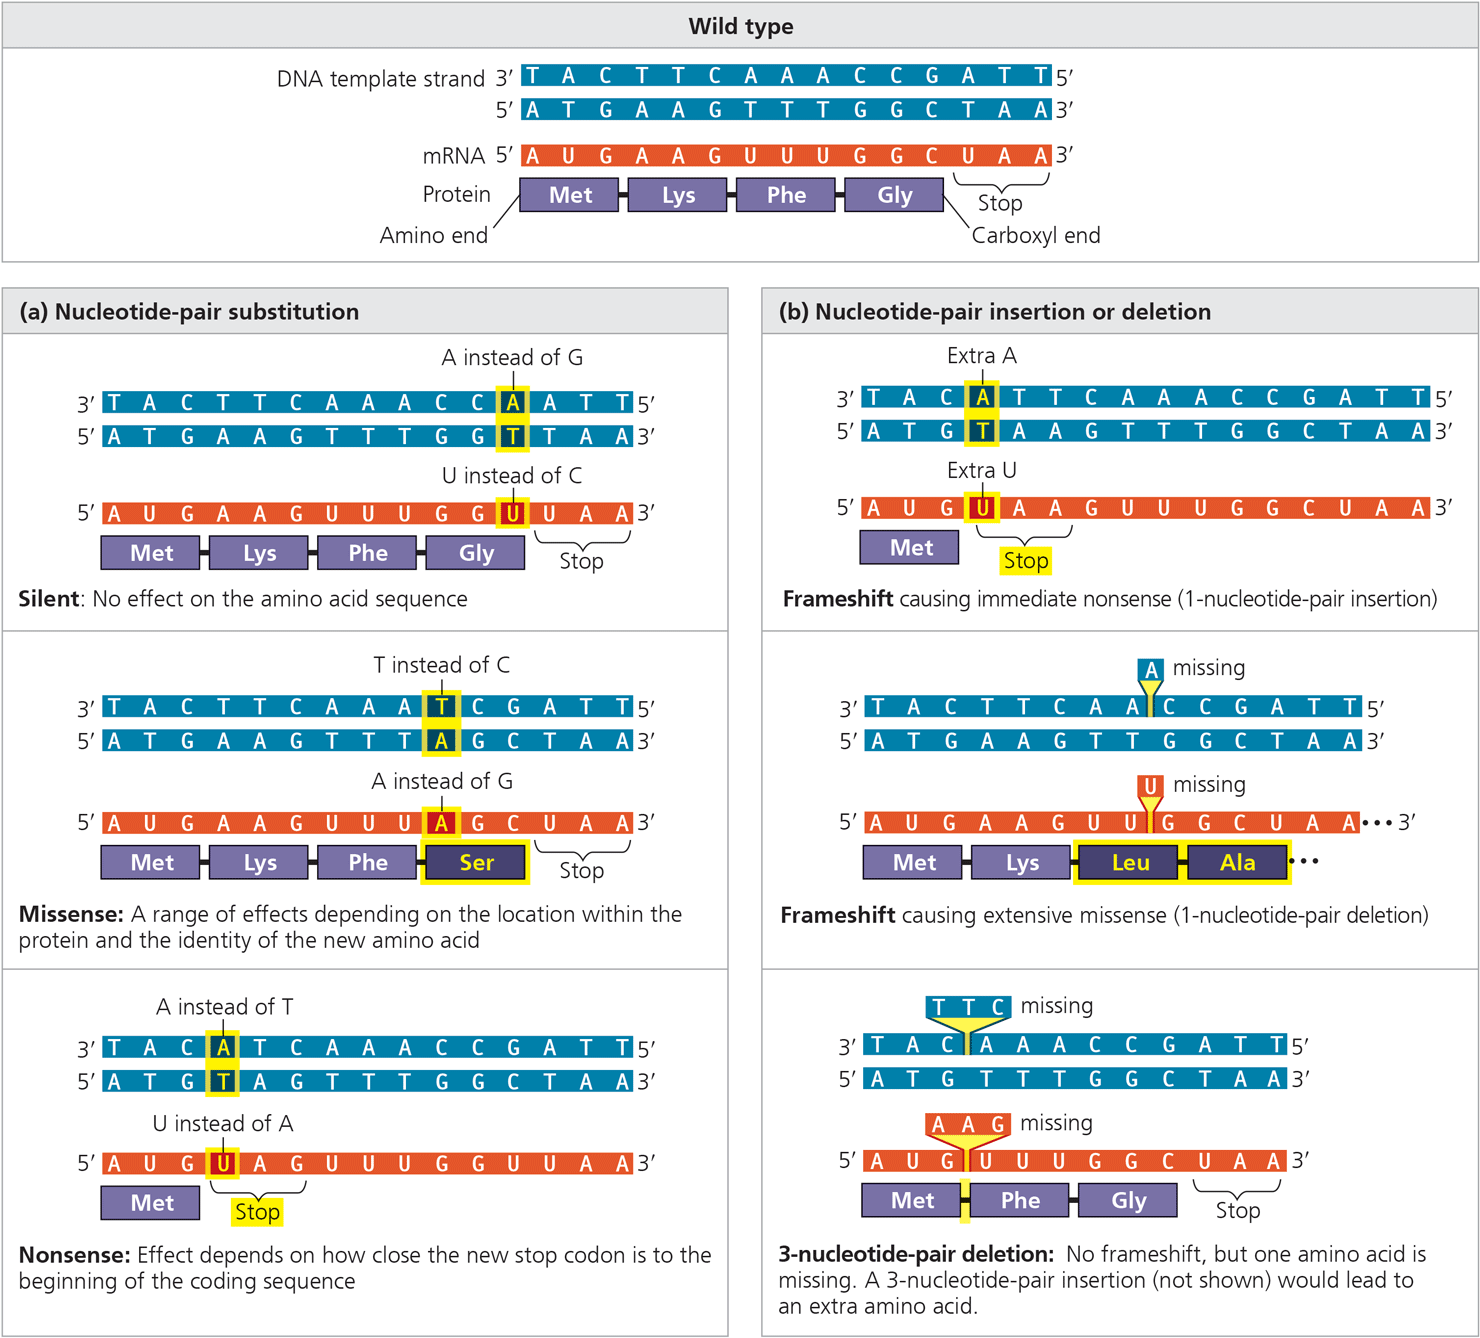 Wild type
DNA template strand 3′ T A C T T C A A A C C G A T T 5′
5′ A T G A A G T T T G G C T A A 3′
mRNA 5′ A U G A A G U U U G G C U A A 3′
Protein Met Lys Phe Gly Stop
Amino end Carboxyl end
(a) Nucleotide-pair substitution
A instead of G
3′ T A C T T C A A A C C A A T T 5′
5′ A T G A A G T T T G G T T A A 3′
U instead of C
5′ A U G A A G U U U G G U U A A 3′
Met Lys Phe Gly Stop
Silent: No effect on the amino acid sequence
T instead of C
3′ T A C T T C A A A T C G A T T 5′
5′ A T G A A G T T T A G C T A A 3′
A instead of G
5′ A U G A A G U U U A G C U A A 3′
Met Lys Phe Ser Stop
Missense: A range of effects depending on the location within the
protein and the identity of the new amino acid
A instead of T
3′ T A C A T C A A A C C G A T T 5′
5′ A T G T A G T T T G G C T A A 3′
U instead of A
5′ A U G U A G U U U G G U U A A 3′
Met Stop
Nonsense: Effect depends on how close the new stop codon is to the
beginning of the coding sequence
(b) Nucleotide-pair insertion or deletion
Extra A
3′ T A C A T T C A A A C C G A T T 5′
5′ A T G T A A G T T T G G C T A A 3′
Extra U
5′ A U G U A A G U U U G G C U A A 3′
Met Stop
Frameshift causing immediate nonsense (1-nucleotide-pair insertion)
A missing
3′ T A C T T C A A C C G A T T 5′
5′ A T G A A G T T G G C T A A 3′
U missing
5′ A U G A A G U U G G C U A A ••• 3′
Met Lys Leu Ala •••
Frameshift causing extensive missense (1-nucleotide-pair deletion)
T T C missing
3′ T A C A A A C C G A T T 5′
5′ A T G T T T G G C T A A 3′
A A G missing
5′ A U G U U U G G C U A A 3′
Met Phe Gly Stop
3-nucleotide-pair deletion: No frameshift, but one amino acid is
missing. A 3-nucleotide-pair insertion (not shown) would lead to
an extra amino acid.